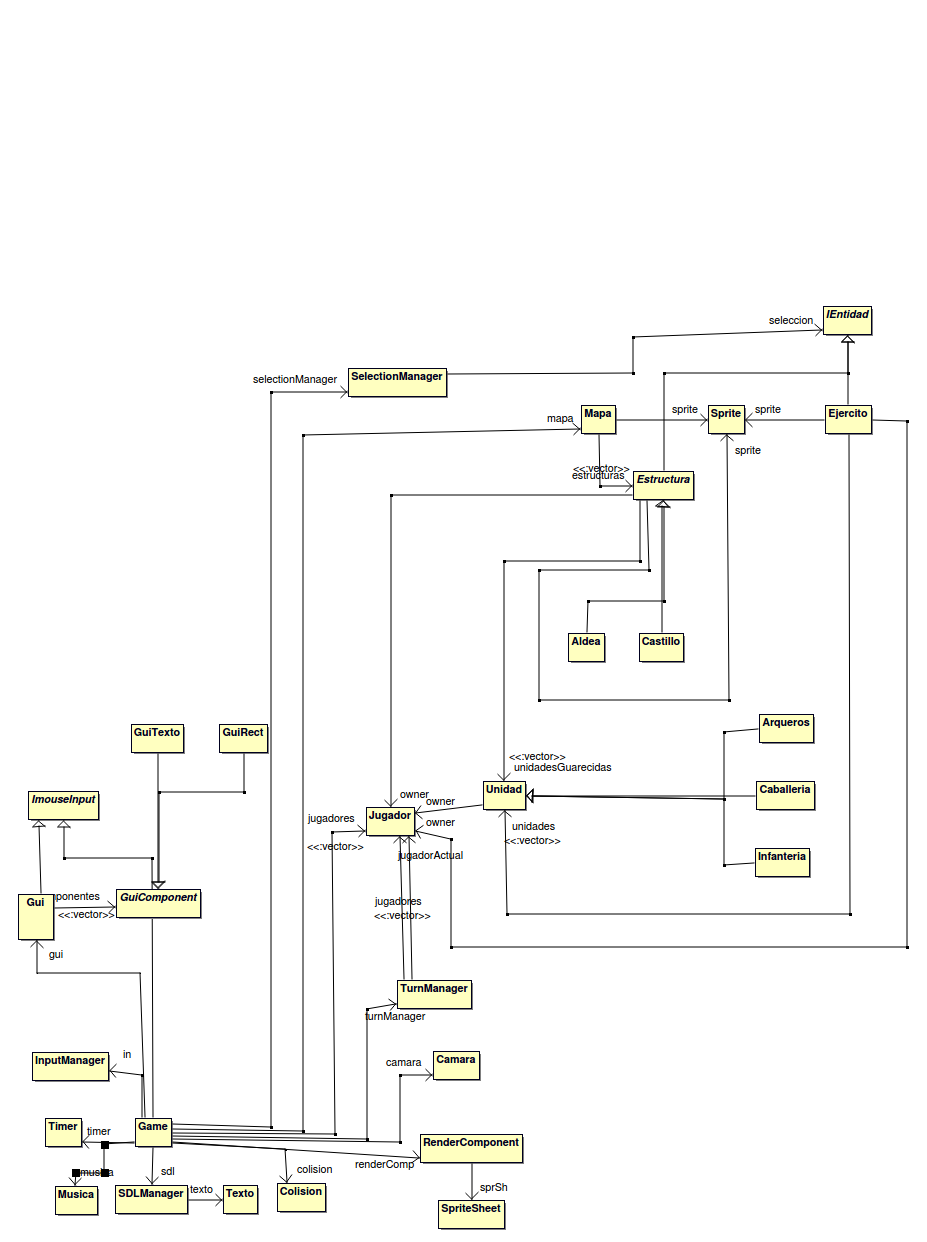 IEntidad
seleccion
SelectionManager
selectionManager
Mapa
mapa
sprite
Sprite
sprite
Ejercito
sprite
<<:vector>>
estructuras
Estructura
Aldea
Castillo
Arqueros
GuiTexto
GuiRect
<<:vector>>
unidadesGuarecidas
Unidad
Caballeria
ImouseInput
owner
owner
Jugador
owner
jugadores
<<:vector>>
unidades
<<:vector>>
jugadorActual
Infanteria
Gui
ponentes
<<:vector>>
GuiComponent
jugadores
<<:vector>>
gui
TurnManager
turnManager
InputManager
in
camara
Camara
Timer
timer
Game
RenderComponent
renderComp
musica
sdl
colision
Musica
SDLManager
texto
Texto
Colision
sprSh
SpriteSheet